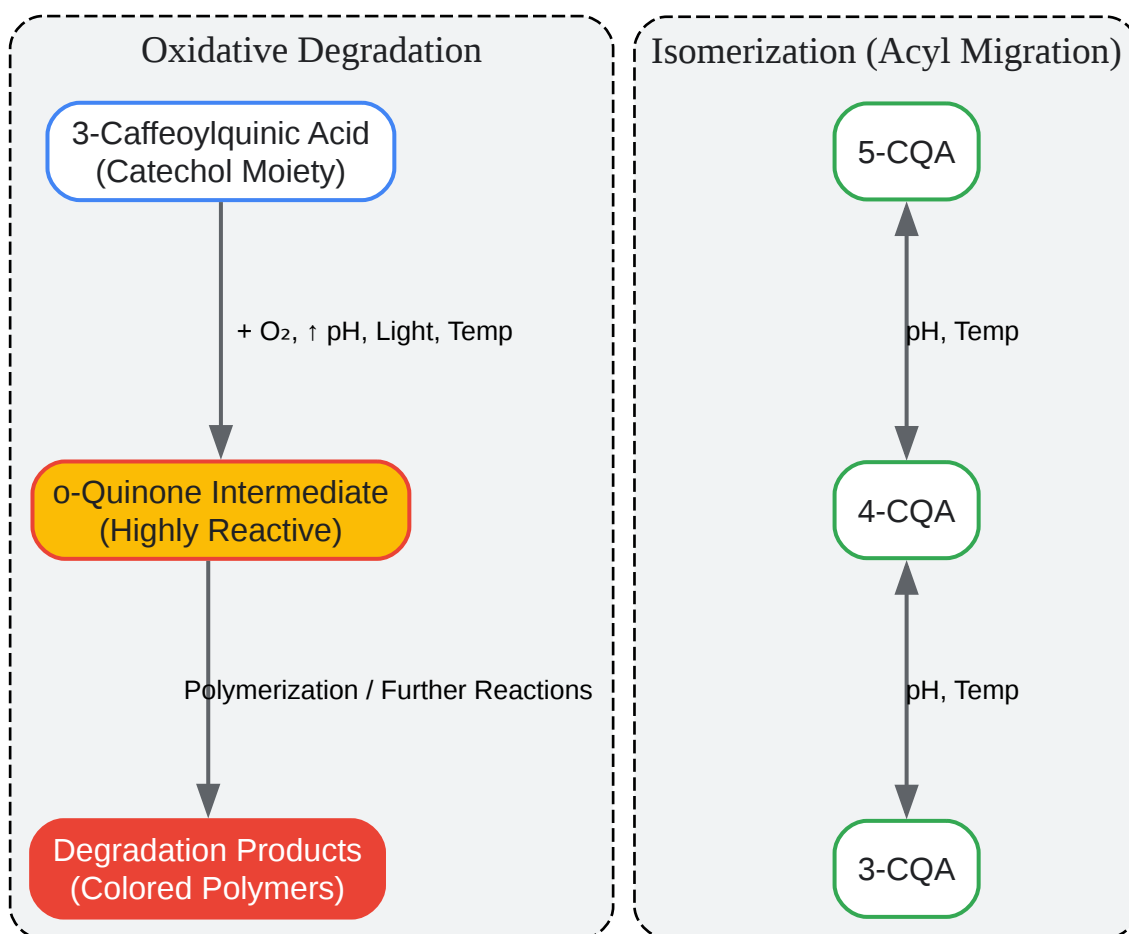 Oxidative Degradation
3-Caffeoylquinic Acid
(Catechol Moiety)
+ O₂, ↑ pH, Light, Temp
o-Quinone Intermediate
(Highly Reactive)
Polymerization / Further Reactions
Degradation Products
(Colored Polymers)
Isomerization (Acyl Migration)
5-CQA
pH, Temp
4-CQA
pH, Temp
3-CQA